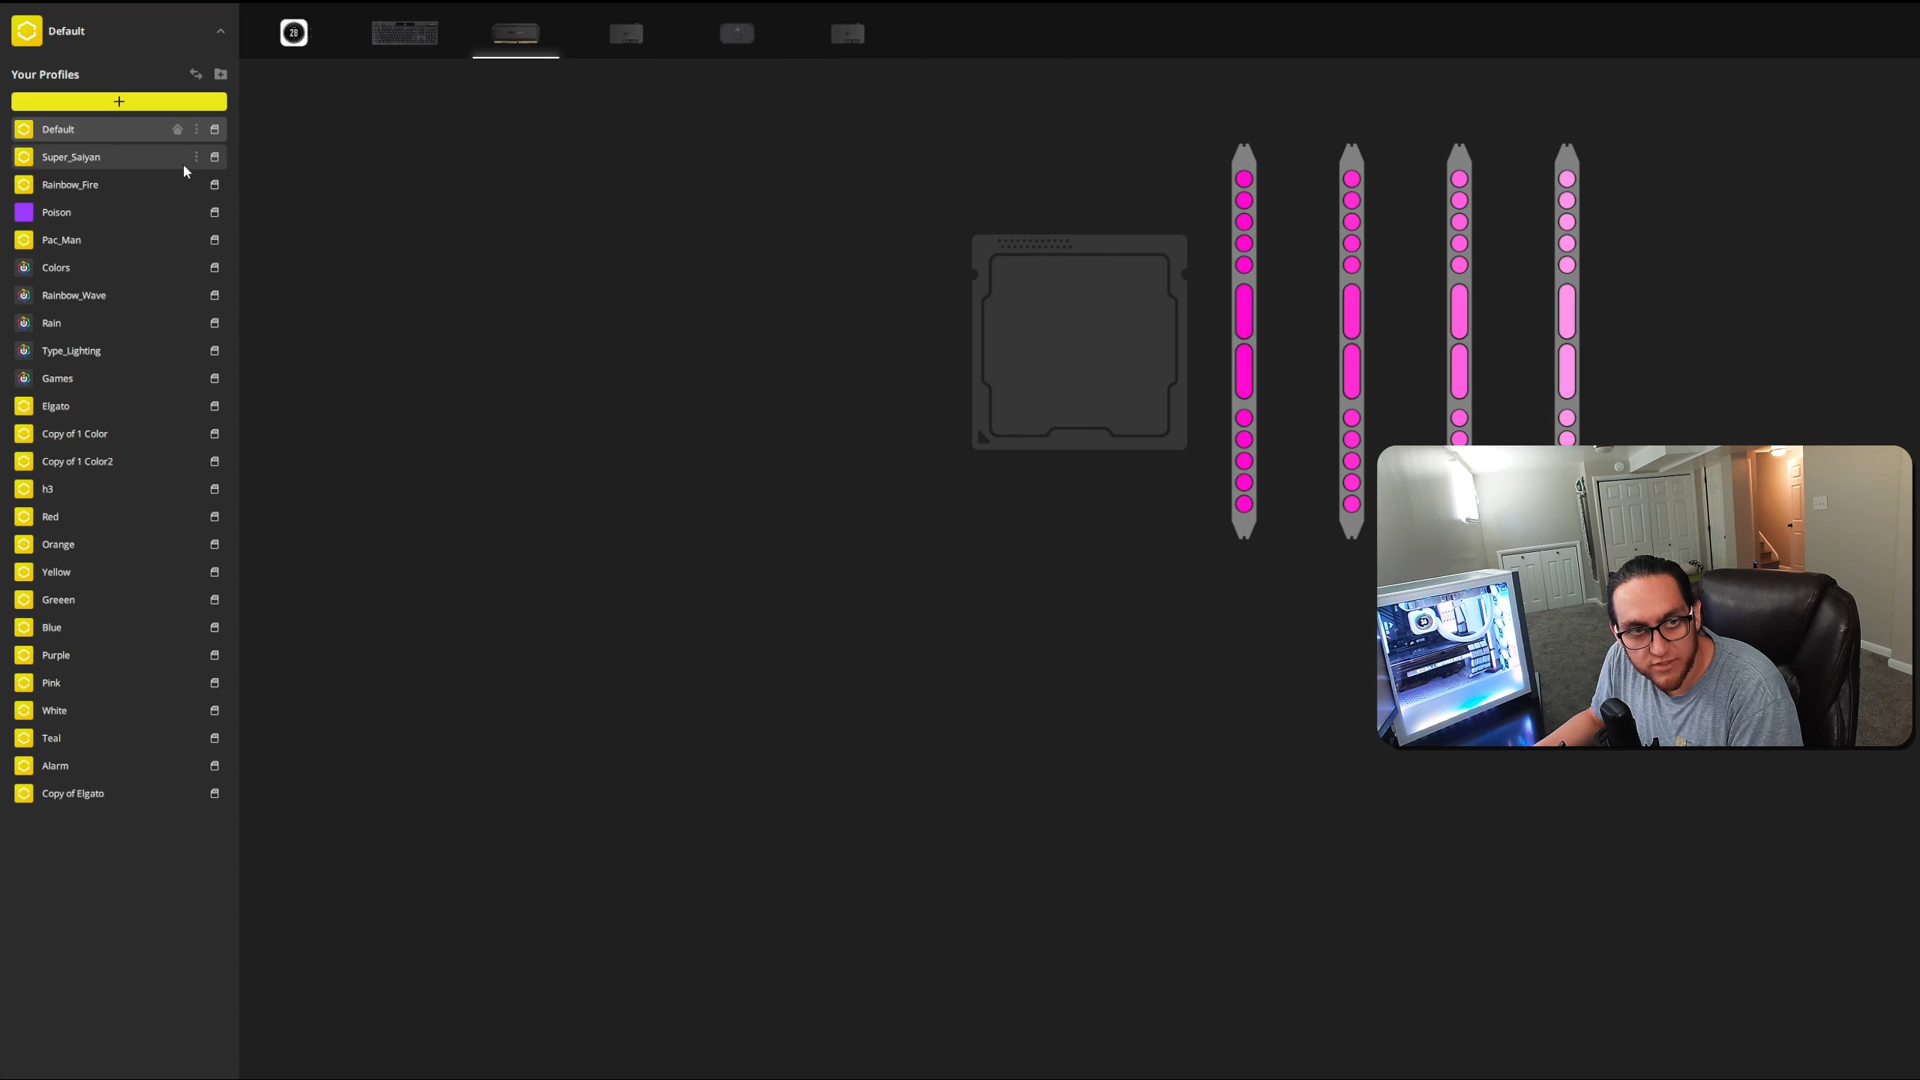 Default
28
Your Profiles
+
Default
Super_Saiyan
Rainbow_Fire
Poison
Pac_Man
Colors
Rainbow_Wave
Rain
Type_Lighting
Games
Elgato
Copy of 1 Color
Copy of 1 Color2
h3
Red
Orange
Yellow
Greeen
Blue
Purple
Pink
White
Teal
Alarm
Copy of Elgato